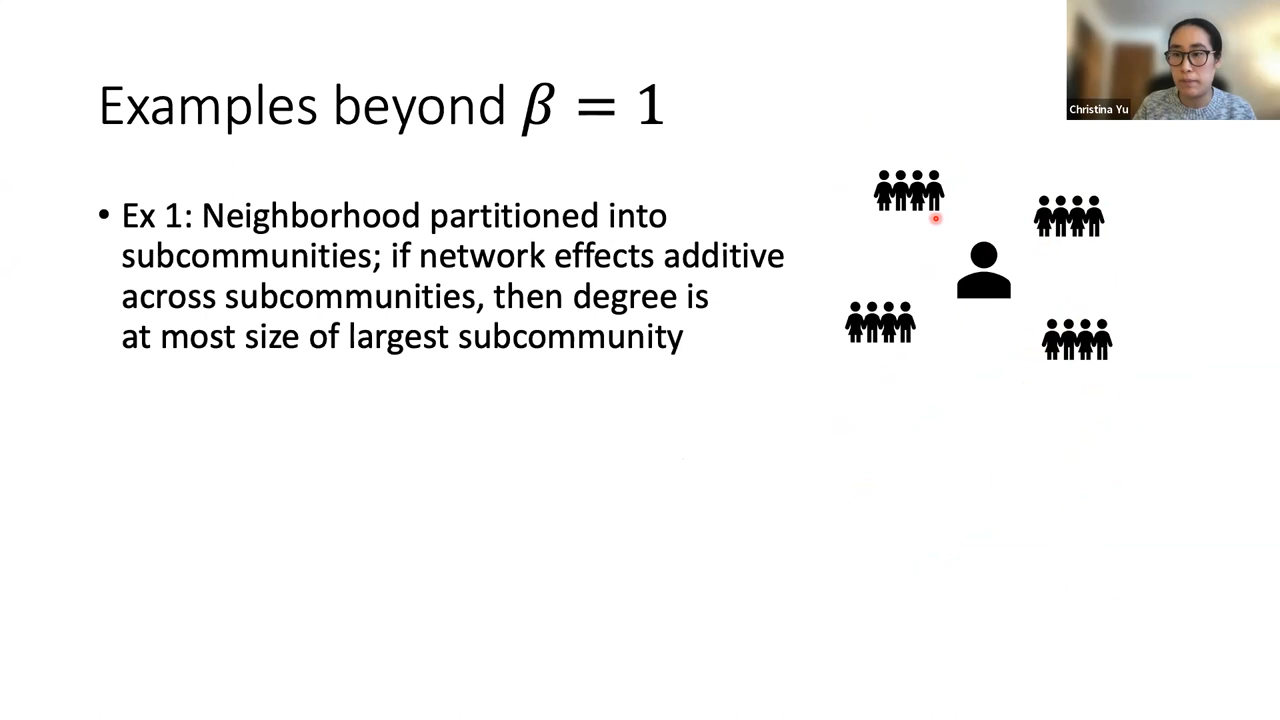 Examples beyond β = 1
Christina Yu
• Ex 1: Neighborhood partitioned into
subcommunities; if network effects additive
across subcommunities, then degree is
at most size of largest subcommunity